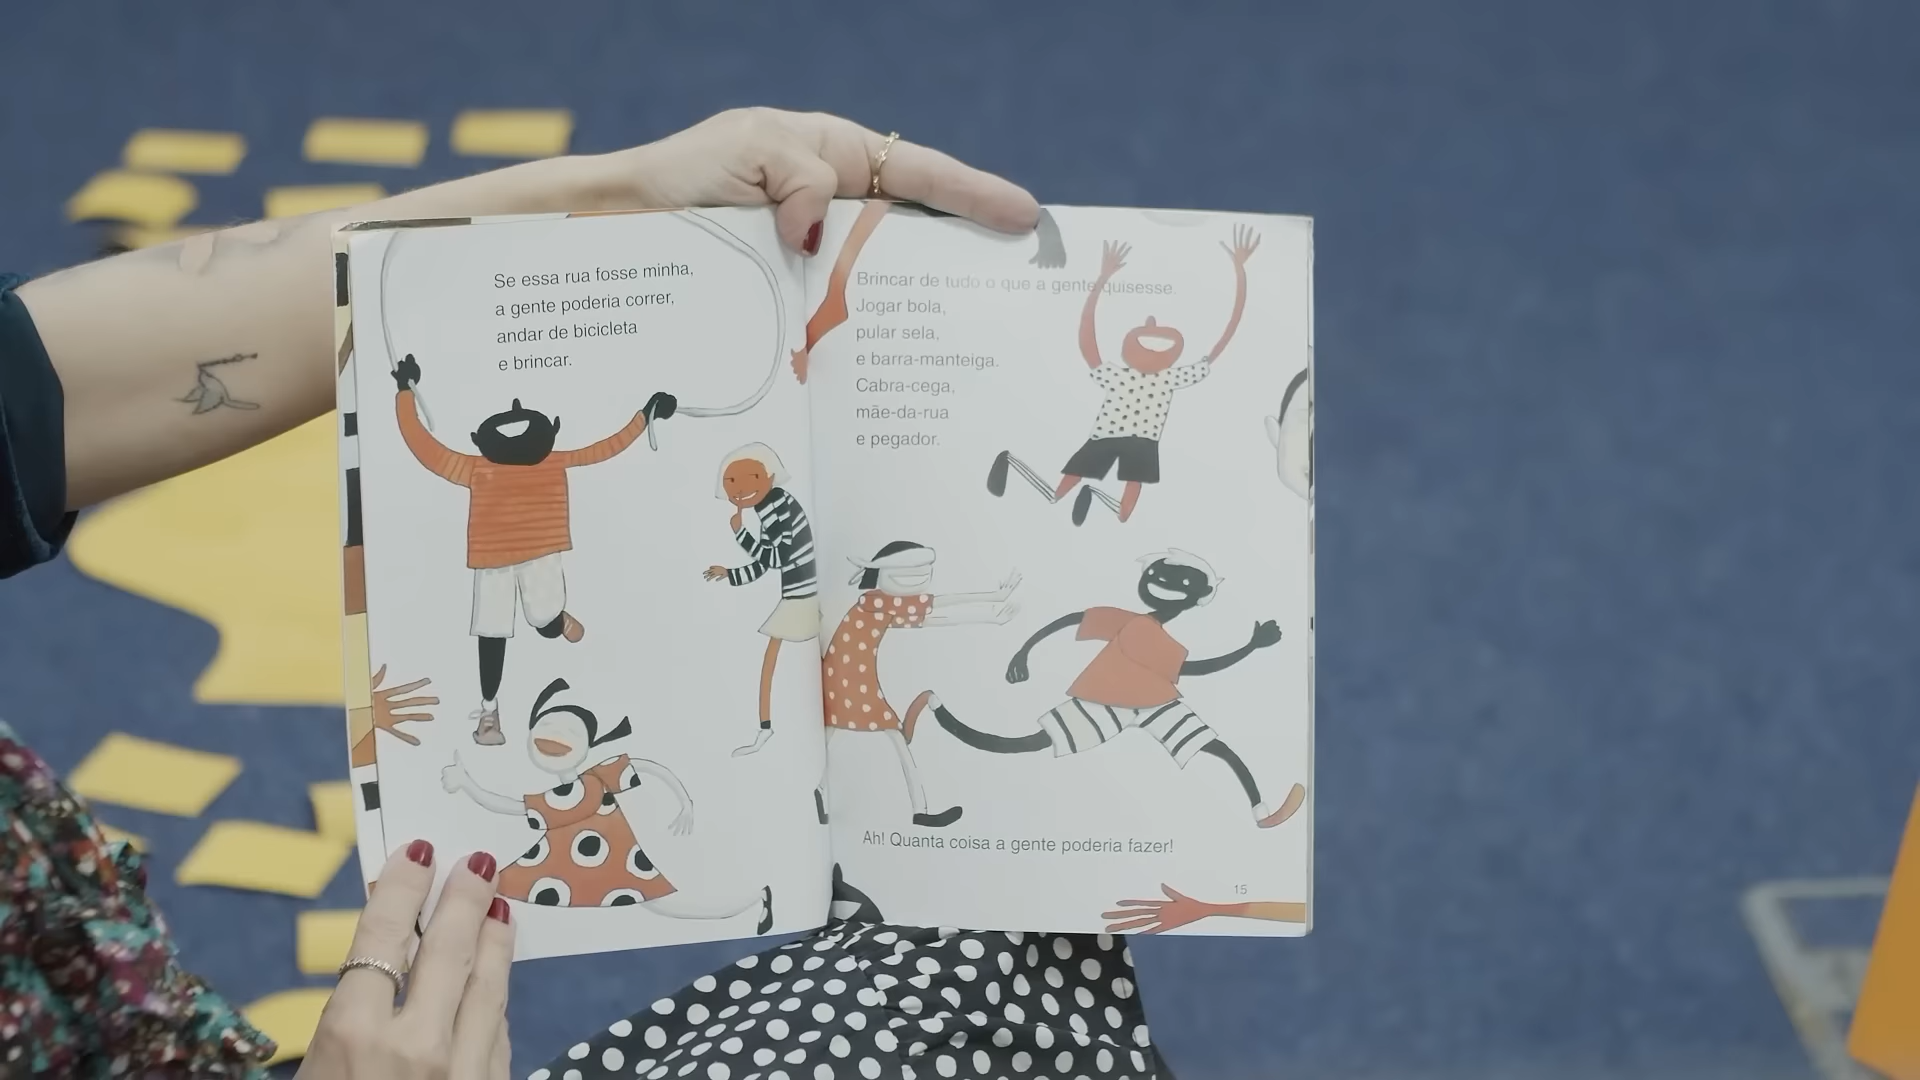 Se essa rua fosse minha,
a gente poderia correr,
andar de bicicleta
e brincar.
Brincar de tudo o que a gente quisesse.
Jogar bola,
pular sela,
e barra-manteiga.
Cabra-cega,
mãe-da-rua
e pegador.
Ah! Quanta coisa a gente poderia fazer!
15